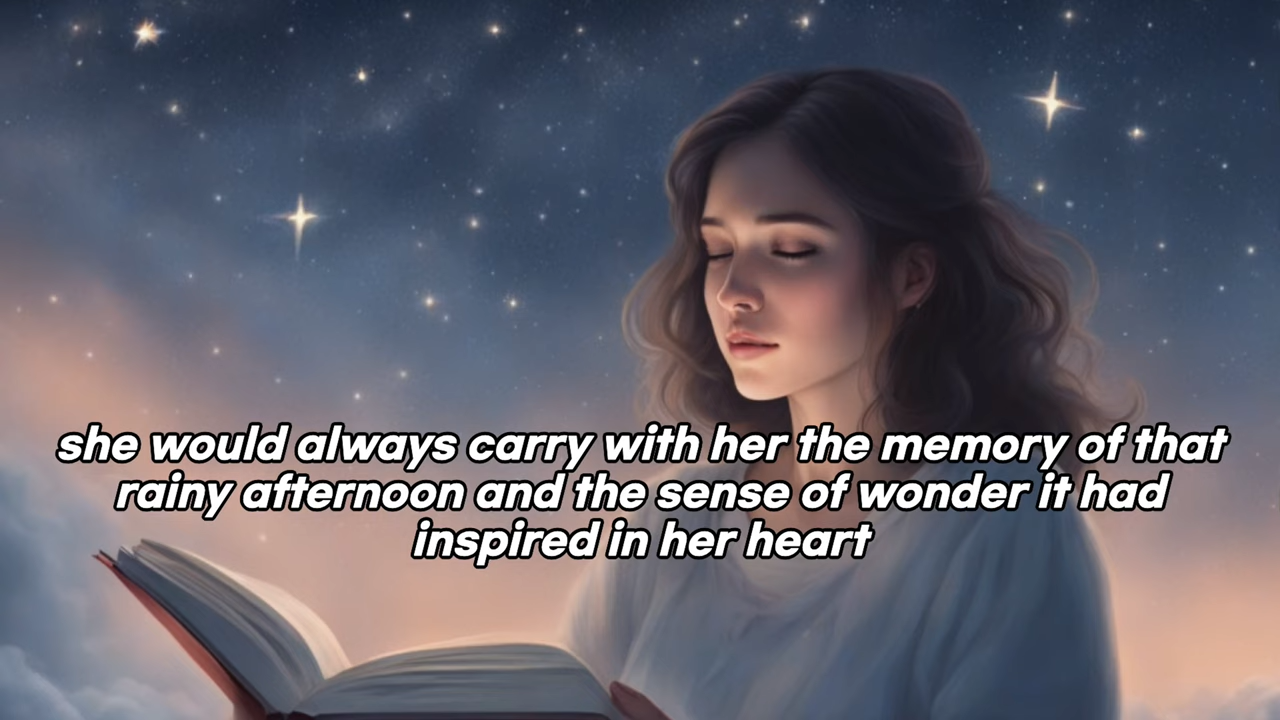 she would always carry with her the memory of that
rainy afternoon and the sense of wonder it had
inspired in her heart